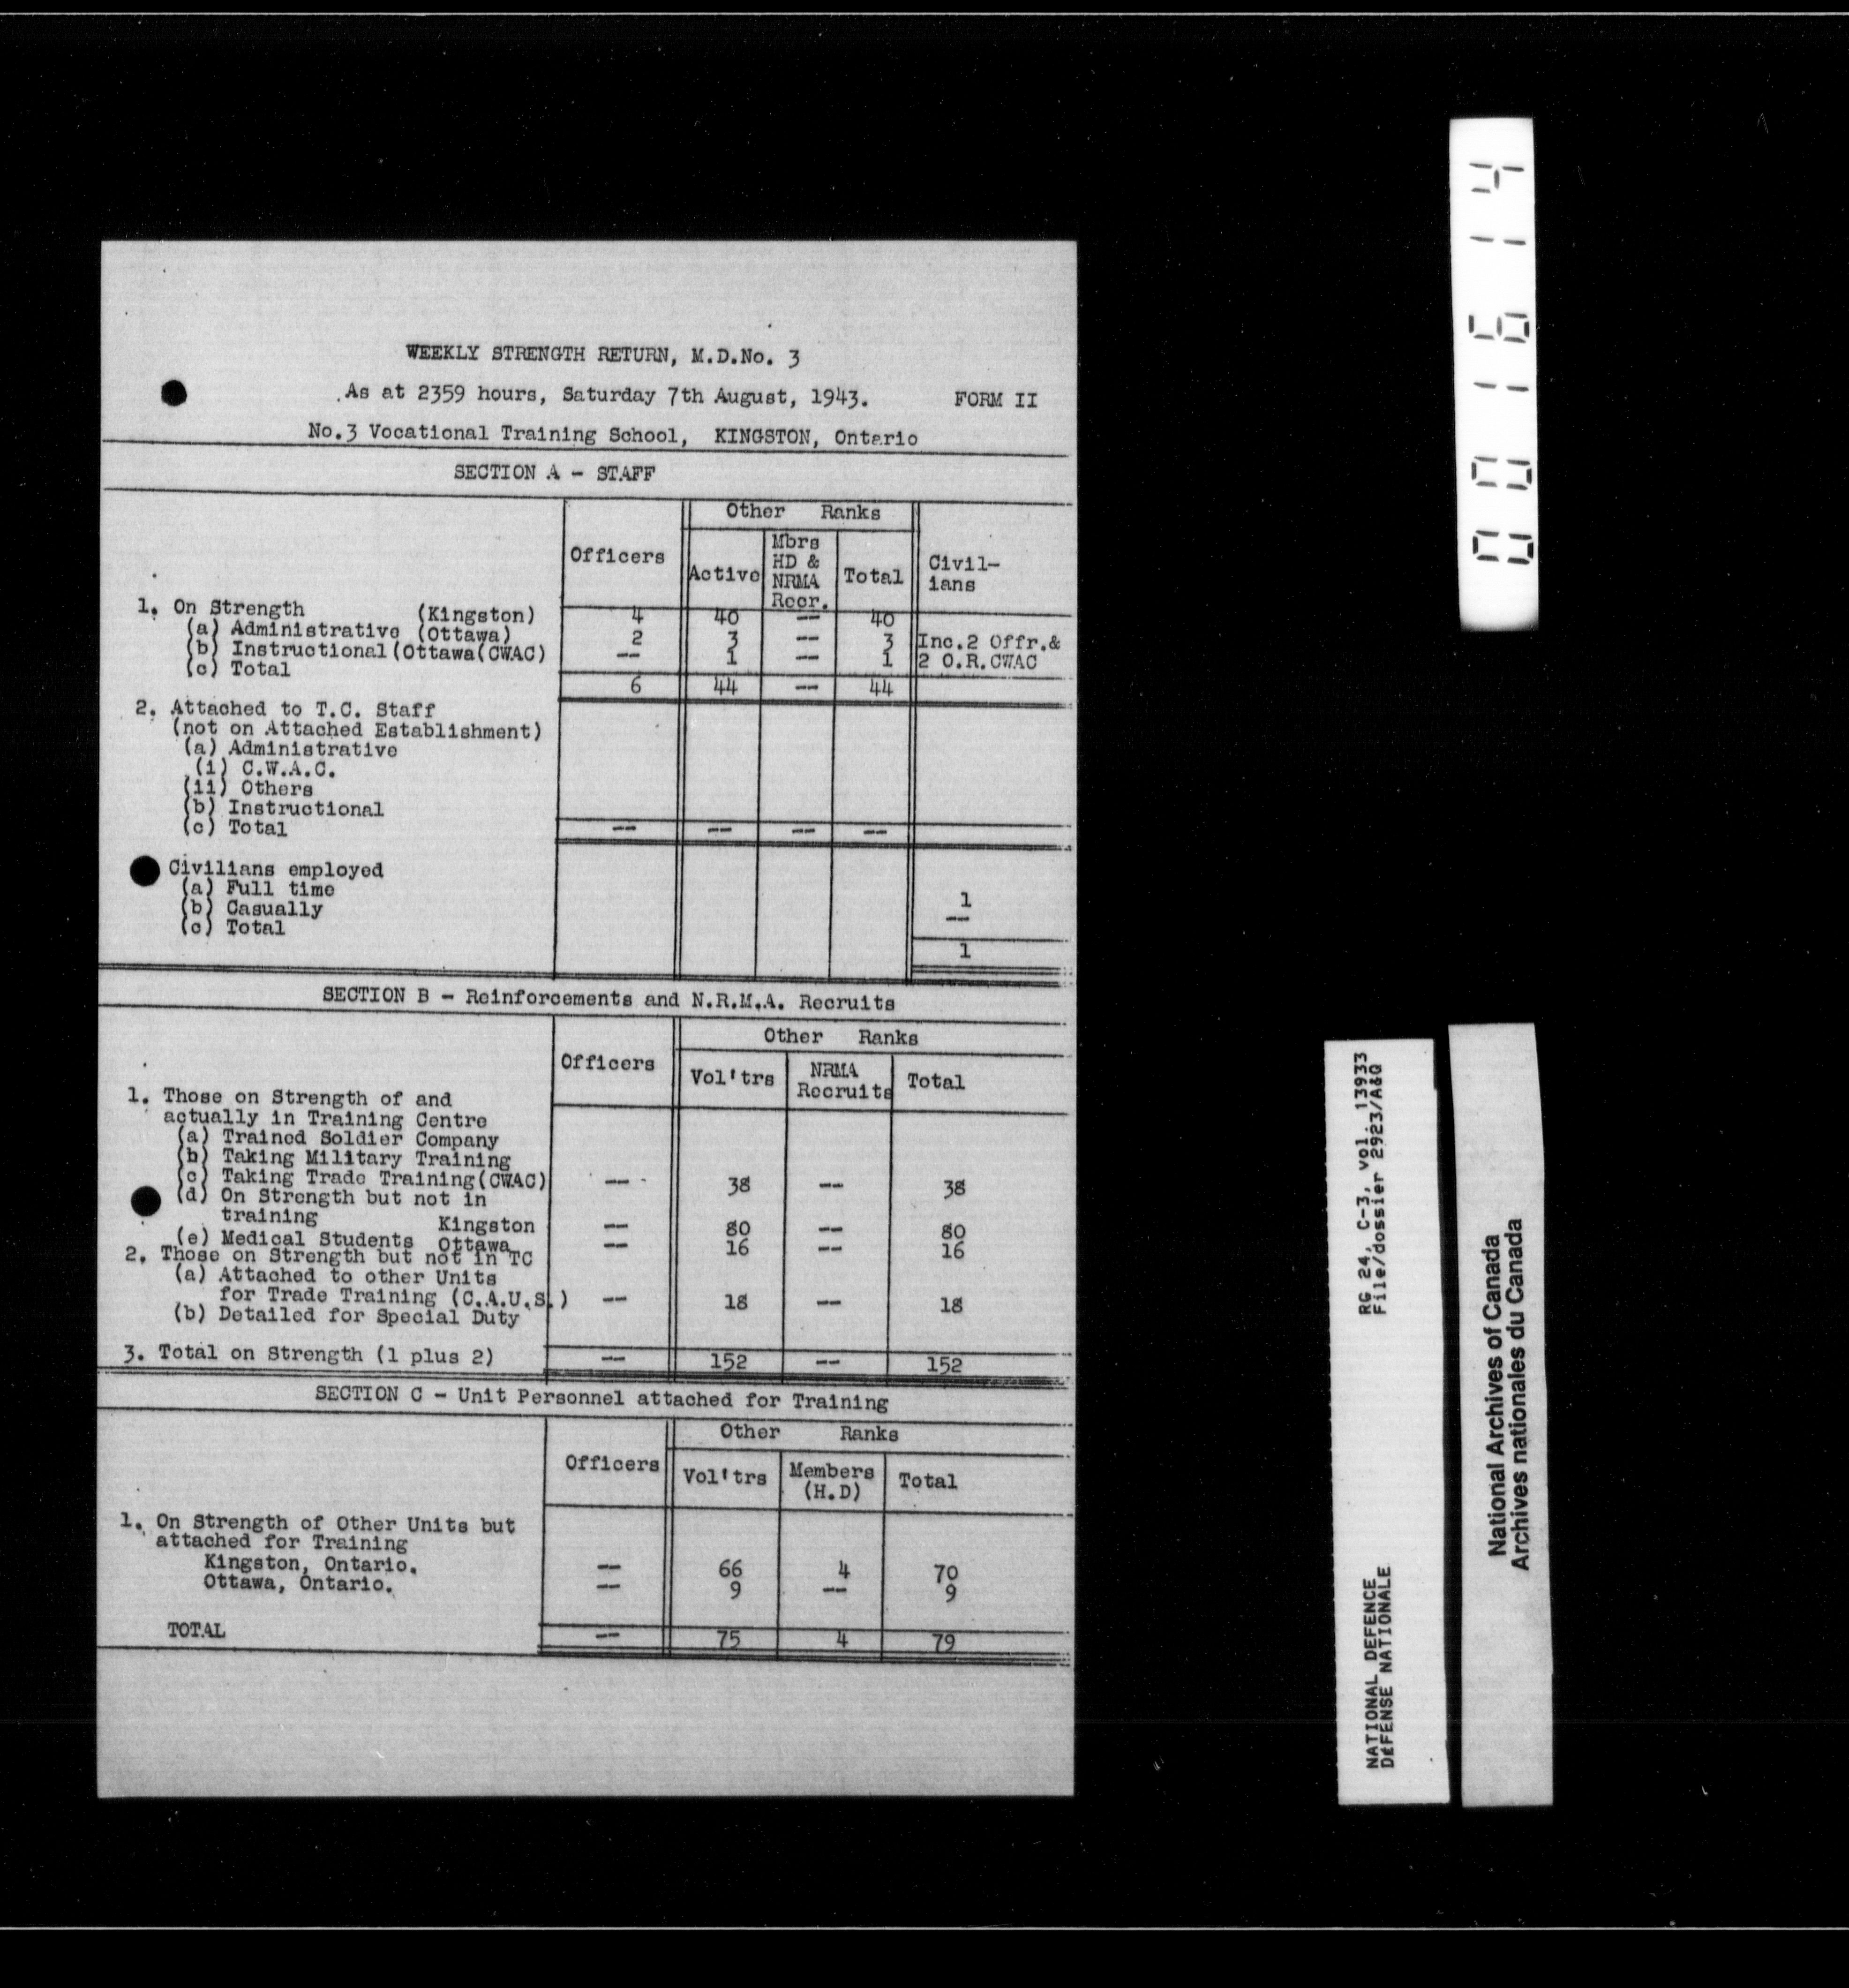 WEEKLY STRENGTH RETURN, M.D.No. 3
As at 2359 hours, Saturday 7th August, 1943. FORM II
No.3 Vocational Training School, KINGSTON, Ontario
SECTION A - STAFF
Other Ranks
Officers Active Mbrs HD & NRMA Recr. Total Civil-ians
1. On Strength (Kingston) 4 40 -- 40
(a) Administrative (Ottawa) 2 3 -- 3 Inc.2 Offr.&
(b) Instructional(Ottawa(CWAC) -- 1 -- 1 2 O.R.CWAC
(c) Total 6 44 -- 44
2. Attached to T.C. Staff
(not on Attached Establishment)
(a) Administrative
(i) C.W.A.C.
(ii) Others
(b) Instructional
(c) Total -- -- -- --
Civilians employed
(a) Full time 1
(b) Casually --
(c) Total 1
SECTION B - Reinforcements and N.R.M.A. Recruits
Other Ranks
Officers Vol'trs NRMA Recruits Total
1. Those on Strength of and
actually in Training Centre
(a) Trained Soldier Company
(b) Taking Military Training
(c) Taking Trade Training(CWAC) -- 38 -- 38
(d) On Strength but not in
training Kingston -- 80 -- 80
(e) Medical Students Ottawa -- 16 -- 16
2. Those on Strength but not in TC
(a) Attached to other Units
for Trade Training (C.A.U.S.) -- 18 -- 18
(b) Detailed for Special Duty
3. Total on Strength (1 plus 2) -- 152 -- 152
SECTION C - Unit Personnel attached for Training
Other Ranks
Officers Vol'trs Members (H.D) Total
1. On Strength of Other Units but
attached for Training
Kingston, Ontario. -- 66 4 70
Ottawa, Ontario. -- 9 -- 9
TOTAL -- 75 4 79
001614
NATIONAL DEFENCE RG 24, C-3, vol. 13933
DÉFENSE NATIONALE File/dossier 2923/A&Q
National Archives of Canada
Archives nationales du Canada